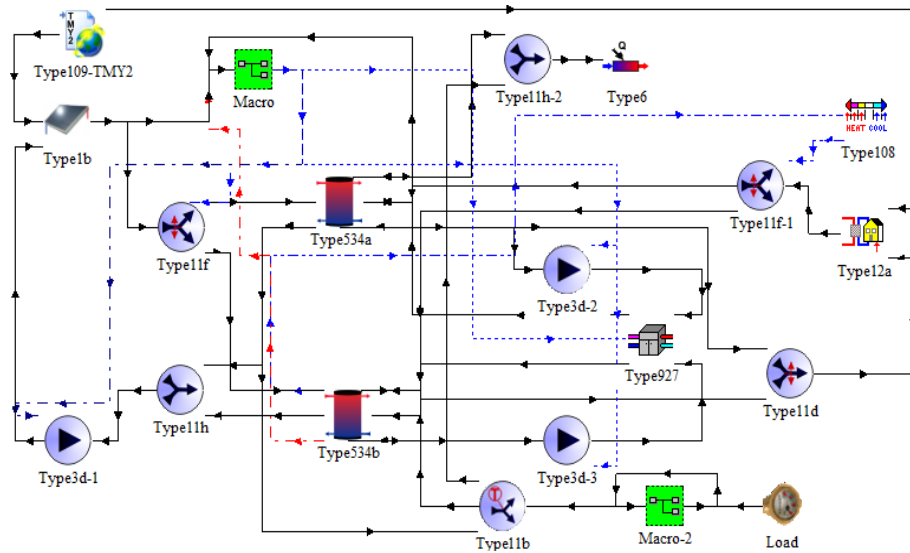 TMY2
Type109-TMY2
Macro
Type11h-2
Q
Type6
HEAT COOL
Type108
Type1b
Type11f
Type534a
Type3d-2
Type11f-1
Type12a
Type927
Type11d
Type11h
Type3d-1
Type534b
Type3d-3
T
Type11b
Macro-2
Load